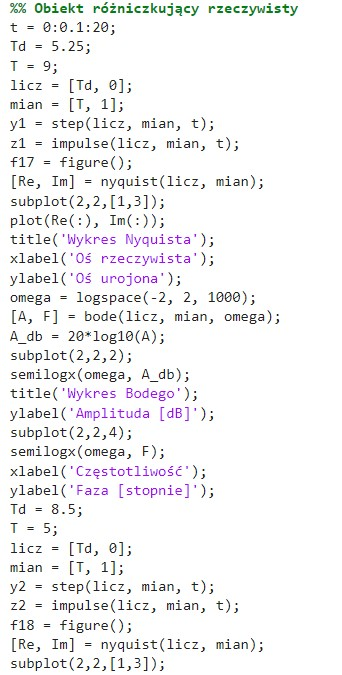 %% Obiekt różniczkujący rzeczywisty
t = 0:0.1:20;
Td = 5.25;
T = 9;
licz = [Td, 0];
mian = [T, 1];
y1 = step(licz, mian, t);
z1 = impulse(licz, mian, t);
f17 = figure();
[Re, Im] = nyquist(licz, mian);
subplot(2,2,[1,3]);
plot(Re(:), Im(:));
title('Wykres Nyquista');
xlabel('Oś rzeczywista');
ylabel('Oś urojona');
omega = logspace(-2, 2, 1000);
[A, F] = bode(licz, mian, omega);
A_db = 20*log10(A);
subplot(2,2,2);
semilogx(omega, A_db);
title('Wykres Bodego');
ylabel('Amplituda [dB]');
subplot(2,2,4);
semilogx(omega, F);
xlabel('Częstotliwość');
ylabel('Faza [stopnie]');
Td = 8.5;
T = 5;
licz = [Td, 0];
mian = [T, 1];
y2 = step(licz, mian, t);
z2 = impulse(licz, mian, t);
f18 = figure();
[Re, Im] = nyquist(licz, mian);
subplot(2,2,[1,3]);